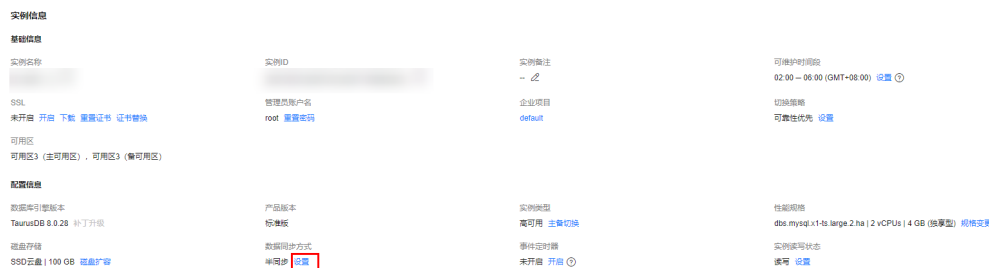 实例信息
基础信息
实例名称 实例ID 实例备注 可维护时间段
-- 02:00 – 06:00 (GMT+08:00) 设置
SSL 管理员账户名 企业项目 切换策略
未开启 开启 下载 重置证书 证书替换 root 重置密码 default 可靠性优先 设置
可用区
可用区3（主可用区），可用区3（备可用区）
配置信息
数据库引擎版本 产品版本 实例类型 性能规格
TaurusDB 8.0.28 补丁升级 标准版 高可用 主备切换 dbs.mysql.x1-ts.large.2.ha | 2 vCPUs | 4 GB (独享型) 规格变更
磁盘存储 数据同步方式 事件定时器 实例读写状态
SSD云盘 | 100 GB 磁盘扩容 半同步 设置 未开启 开启 读写 设置